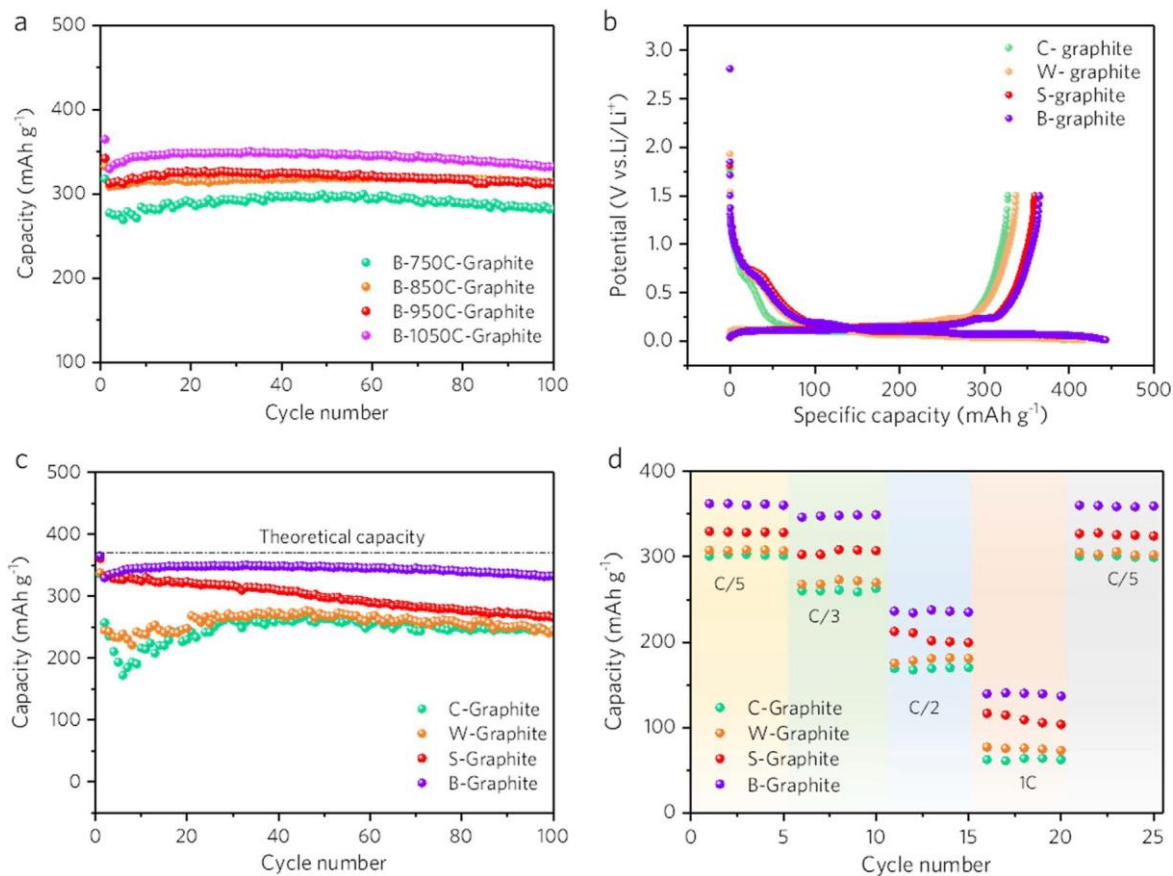 a
500
400
300
200
100
0
20
40
60
80
100
Capacity (mAh g⁻¹)
Cycle number
B-750C-Graphite
B-850C-Graphite
B-950C-Graphite
B-1050C-Graphite
b
3.0
2.5
2.0
1.5
1.0
0.5
0.0
0
100
200
300
400
500
Potential (V vs.Li/Li⁺)
Specific capacity (mAh g⁻¹)
C- graphite
W- graphite
S-graphite
B-graphite
c
500
400
350
300
250
200
100
0
0
20
40
60
80
100
Capacity (mAh g⁻¹)
Cycle number
Theoretical capacity
C-Graphite
W-Graphite
S-Graphite
B-Graphite
d
400
300
200
100
0
0
5
10
15
20
25
Capacity (mAh g⁻¹)
Cycle number
C/5
C/3
C/2
1C
C/5
C-Graphite
W-Graphite
S-Graphite
B-Graphite